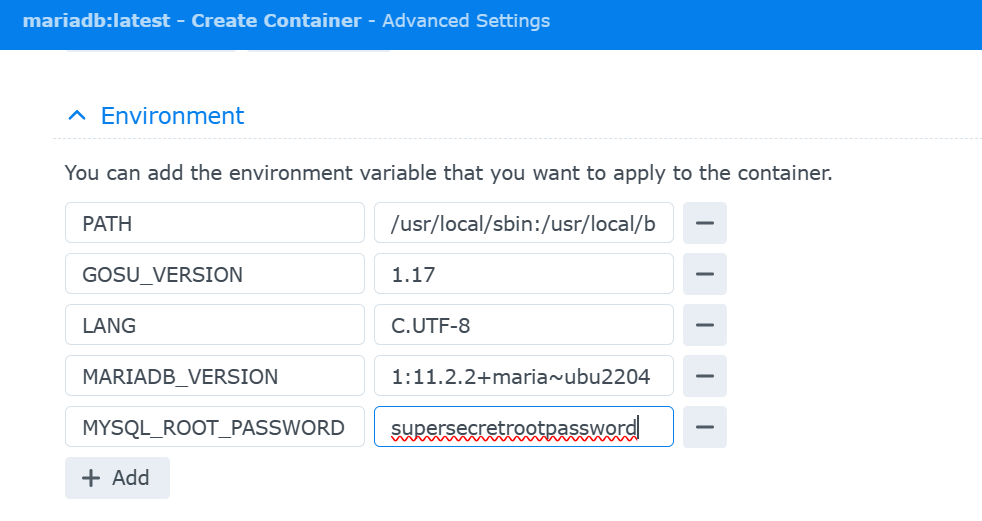 mariadb:latest - Create Container - Advanced Settings
Environment
You can add the environment variable that you want to apply to the container.
PATH /usr/local/sbin:/usr/local/b
GOSU_VERSION 1.17
LANG C.UTF-8
MARIADB_VERSION 1:11.2.2+maria~ubu2204
MYSQL_ROOT_PASSWORD supersecretrootpassword
Add